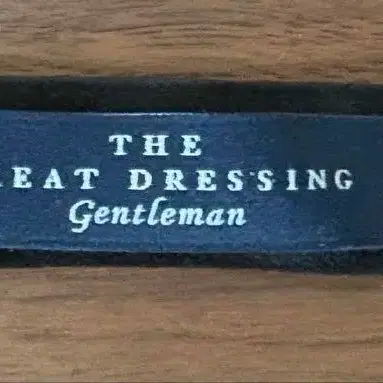 THE
REAT DRESSING
Gentleman